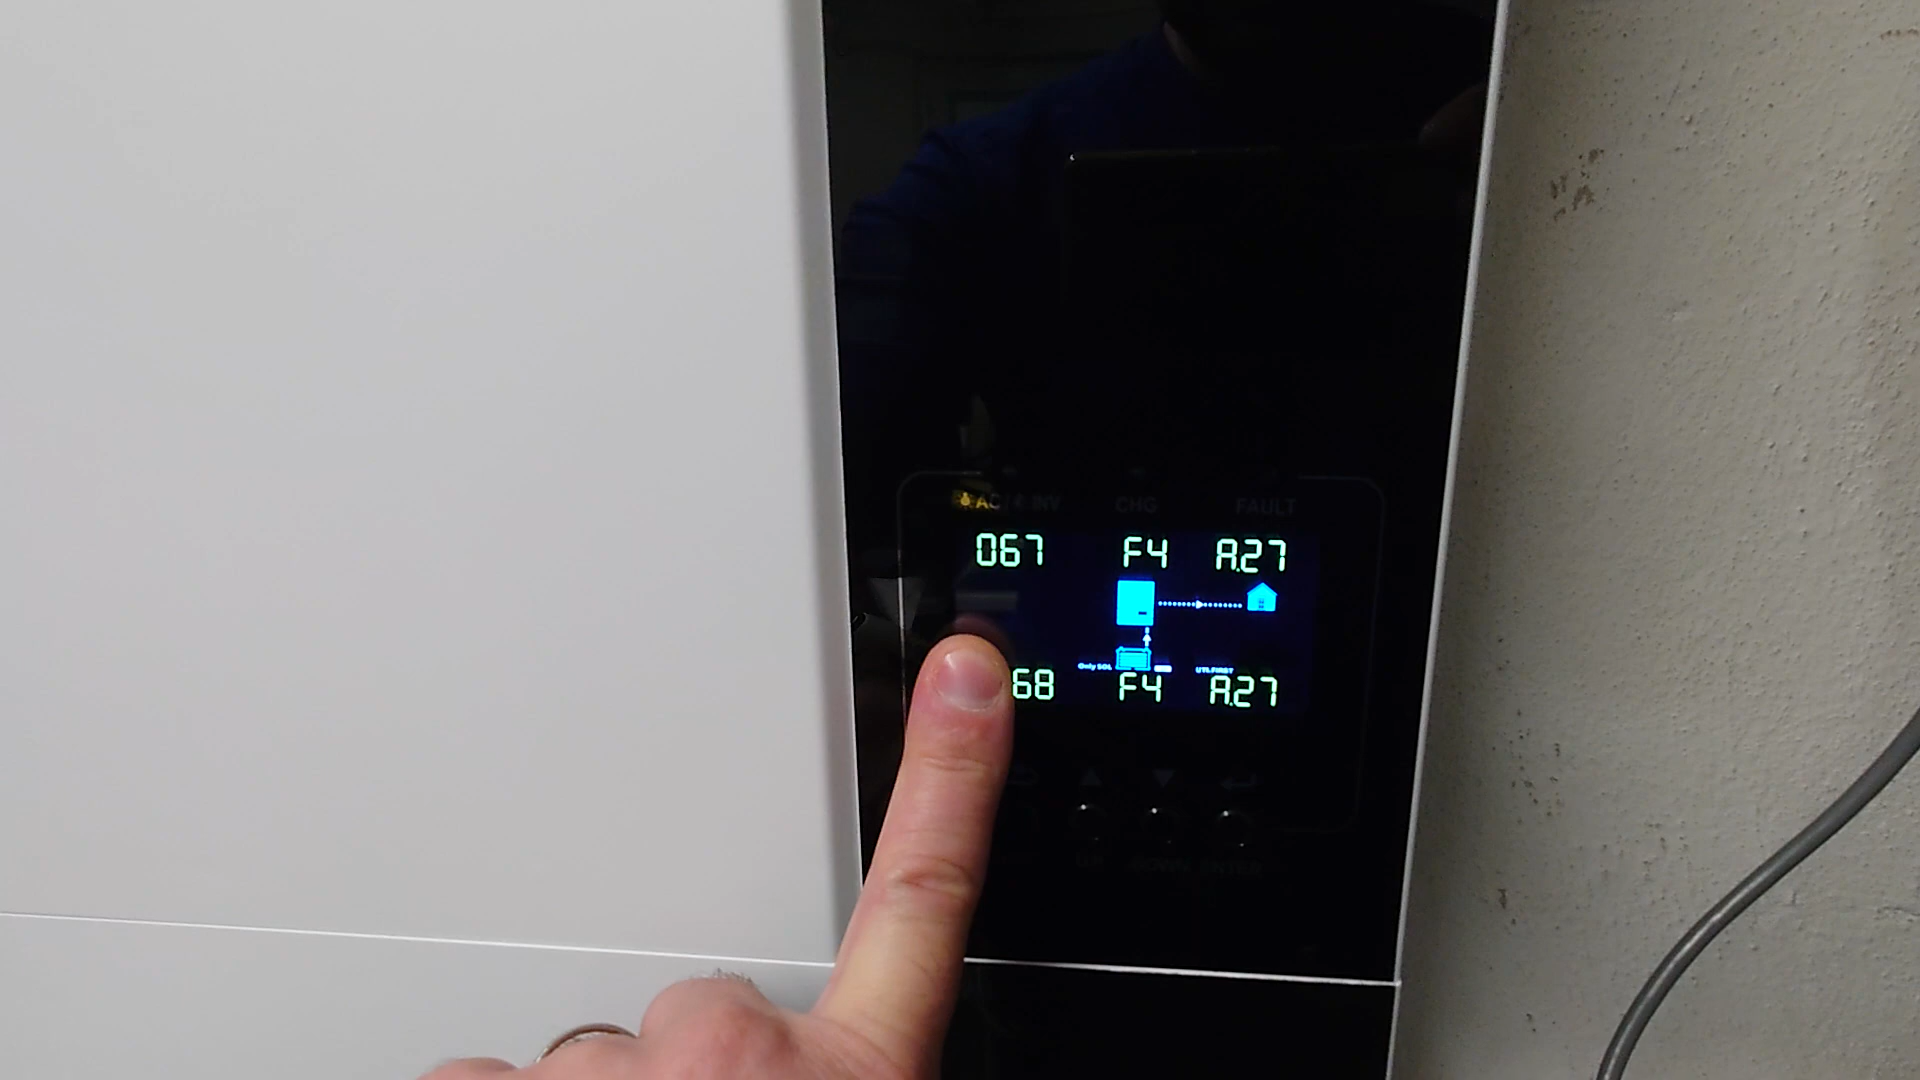 AC/ INV CHG FAULT
067 F4 A.27
Only SOL UTI.FIRST
68 F4 A.27